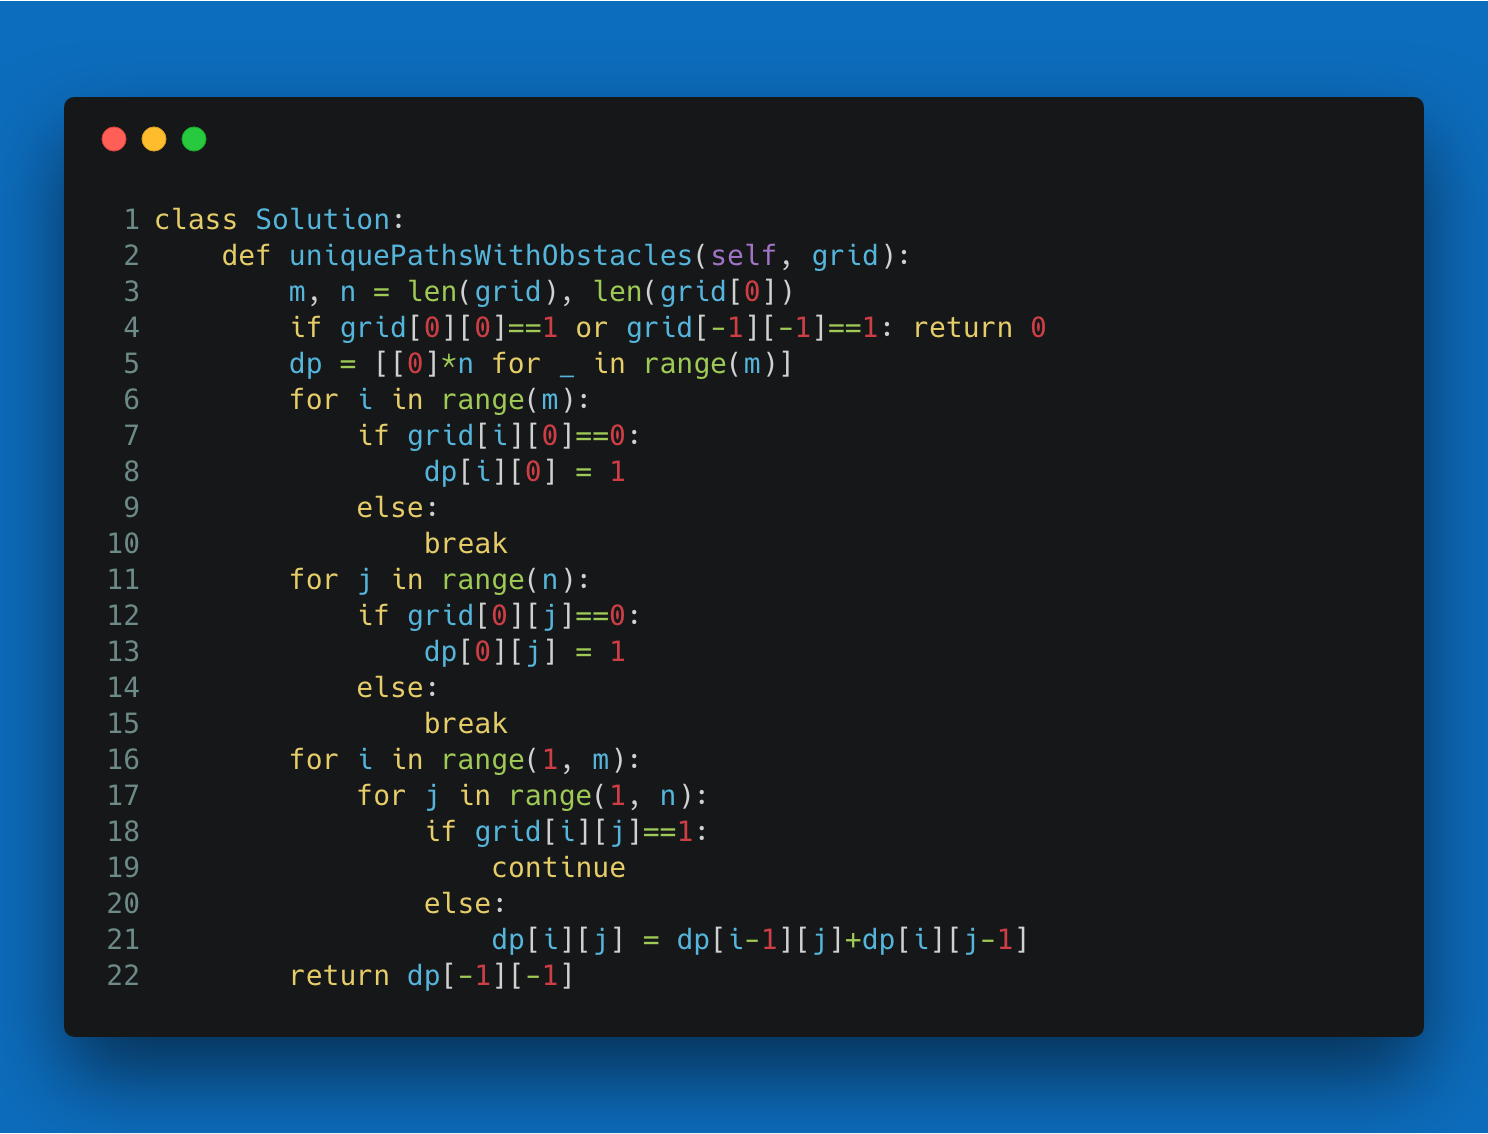 1 class Solution:
2     def uniquePathsWithObstacles(self, grid):
3         m, n = len(grid), len(grid[0])
4         if grid[0][0]==1 or grid[-1][-1]==1: return 0
5         dp = [[0]*n for _ in range(m)]
6         for i in range(m):
7             if grid[i][0]==0:
8                 dp[i][0] = 1
9             else:
10                 break
11         for j in range(n):
12             if grid[0][j]==0:
13                 dp[0][j] = 1
14             else:
15                 break
16         for i in range(1, m):
17             for j in range(1, n):
18                 if grid[i][j]==1:
19                     continue
20                 else:
21                     dp[i][j] = dp[i-1][j]+dp[i][j-1]
22         return dp[-1][-1]